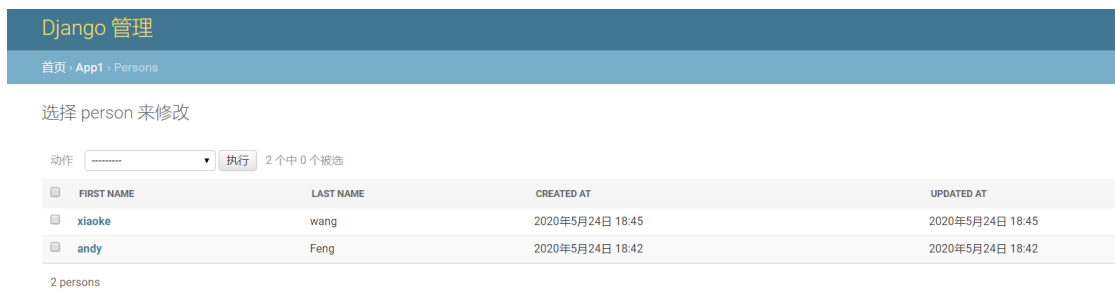 Django 管理
首页 › App1 › Persons
选择 person 来修改
动作 --------- 执行 2 个中 0 个被选
FIRST NAME LAST NAME CREATED AT UPDATED AT
xiaoke wang 2020年5月24日 18:45 2020年5月24日 18:45
andy Feng 2020年5月24日 18:42 2020年5月24日 18:42
2 persons